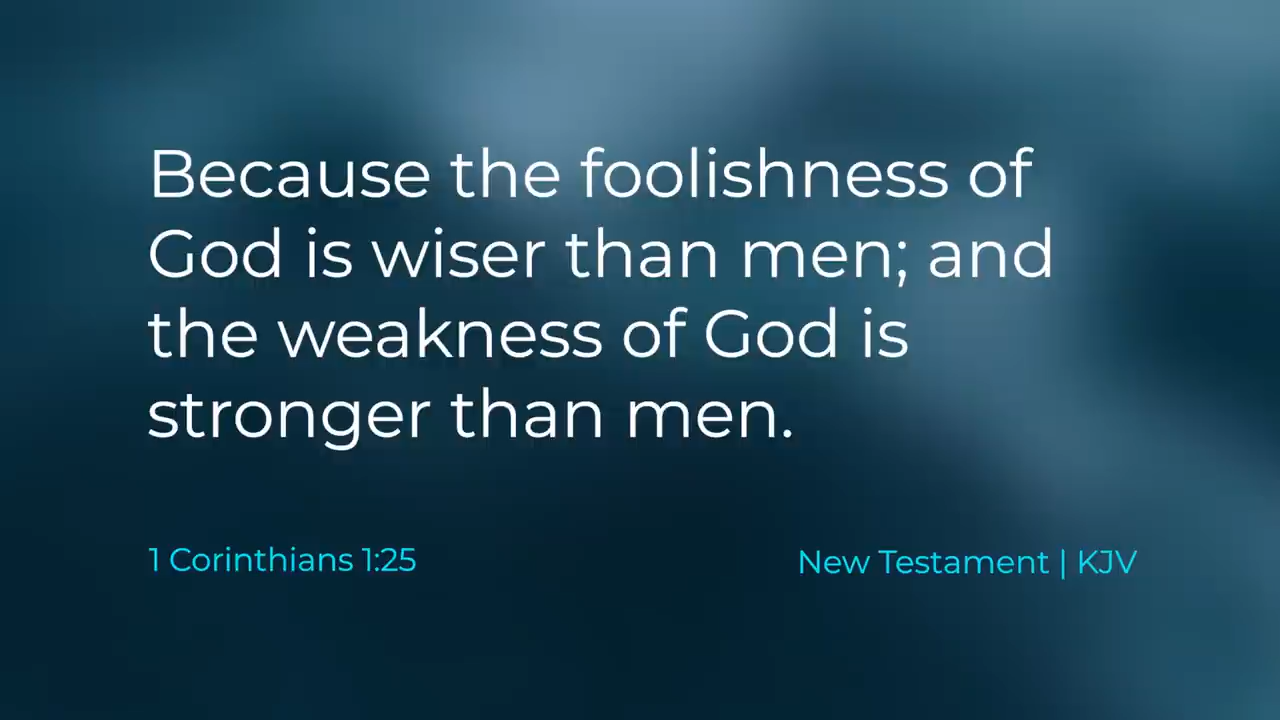 Because the foolishness of
God is wiser than men; and
the weakness of God is
stronger than men.
1 Corinthians 1:25
New Testament | KJV